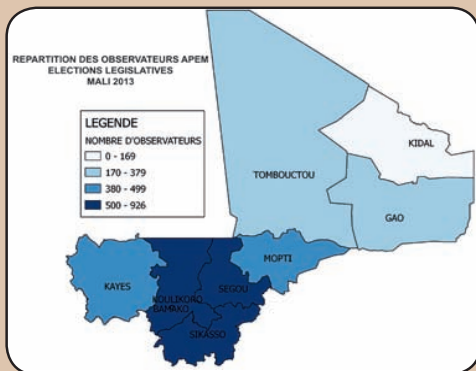 REPARTITION DES OBSERVATEURS APEM
ELECTIONS LEGISLATIVES
MALI 2013
LEGENDE
NOMBRE D'OBSERVATEURS
0 - 169
170 - 379
380 - 499
500 - 926
KIDAL
TOMBOUCTOU
GAO
MOPTI
KAYES
SEGOU
KOULIKORO
BAMAKO
SIKASSO